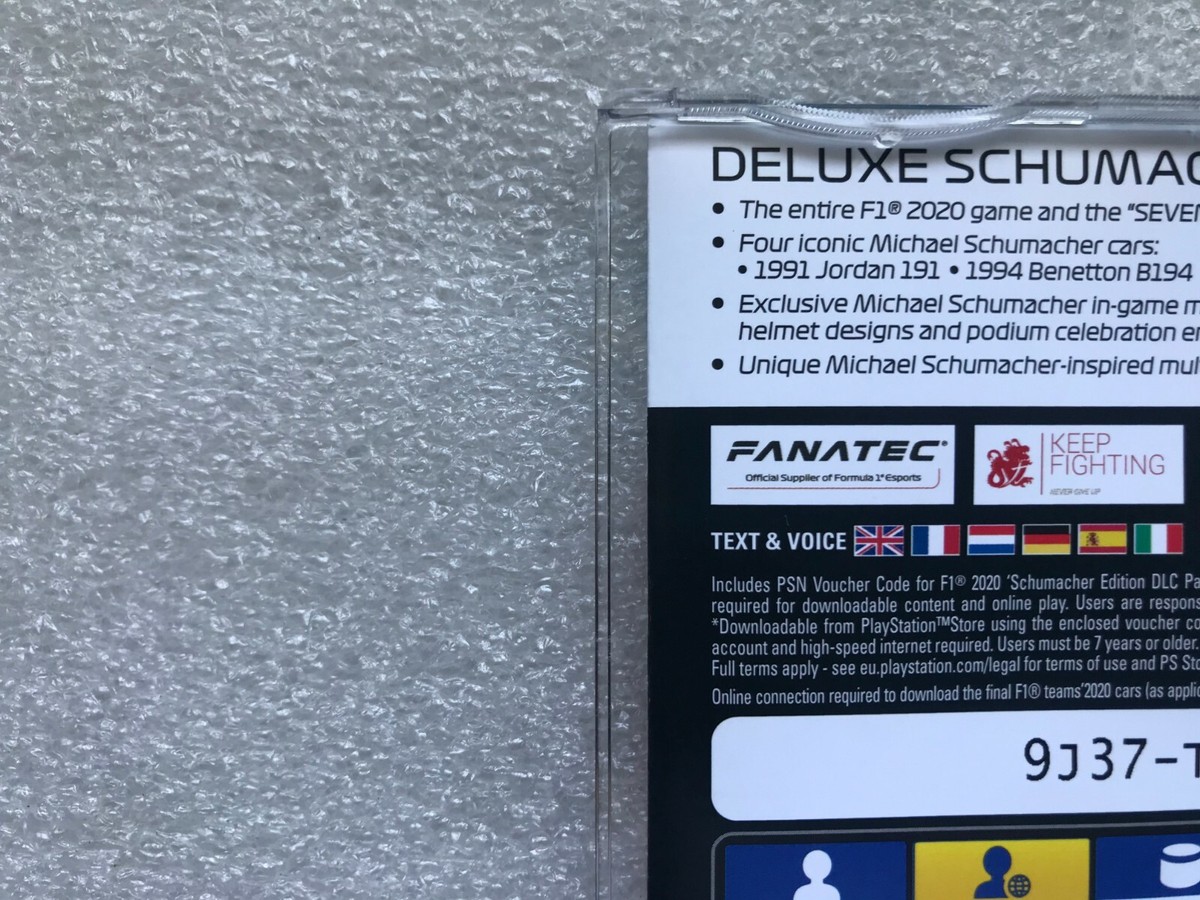 DELUXE SCHUMAC
• The entire F1® 2020 game and the "SEVEN
• Four iconic Michael Schumacher cars:
• 1991 Jordan 191 • 1994 Benetton B194
• Exclusive Michael Schumacher in-game m
helmet designs and podium celebration e
• Unique Michael Schumacher-inspired mul
FANATEC®
Official Supplier of Formula 1® Esports
KEEP
FIGHTING
NEVER GIVE UP
TEXT & VOICE
Includes PSN Voucher Code for F1® 2020 'Schumacher Edition DLC Pa
required for downloadable content and online play. Users are respons
*Downloadable from PlayStation™Store using the enclosed voucher co
account and high-speed internet required. Users must be 7 years or older.
Full terms apply - see eu.playstation.com/legal for terms of use and PS Sto
Online connection required to download the final F1® teams'2020 cars (as applic
9J37-T